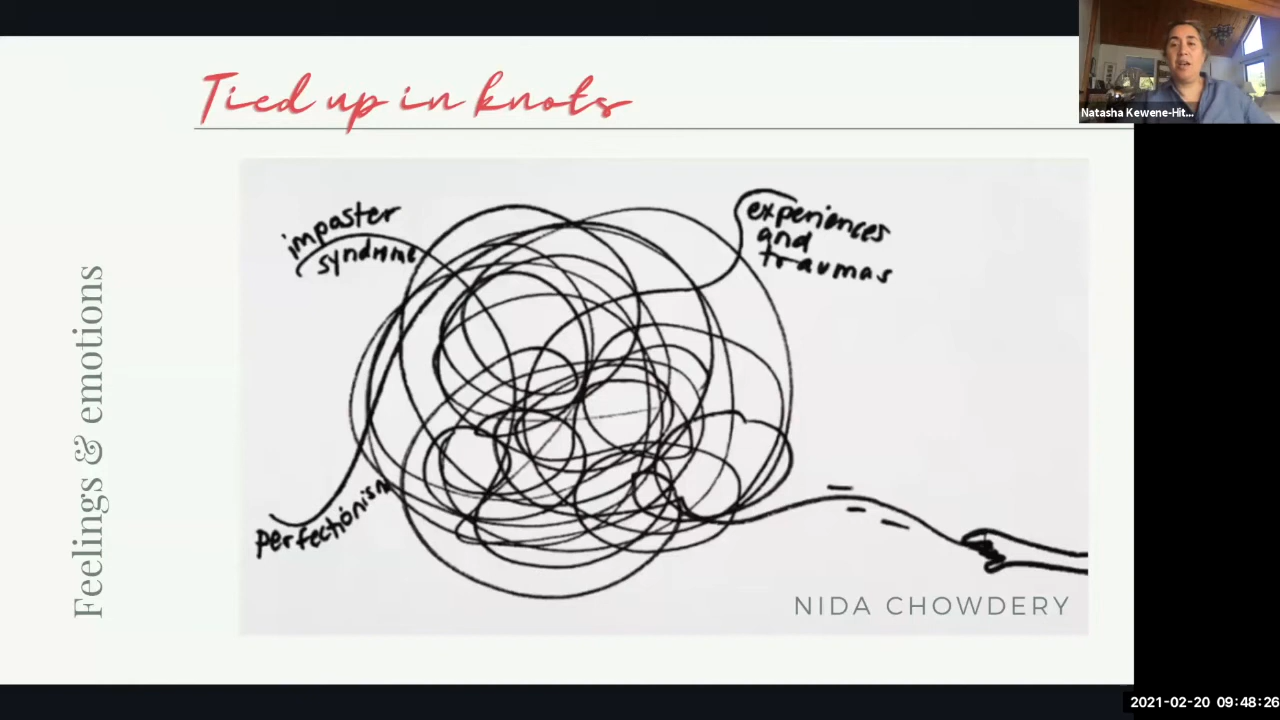 Tied up in knots
Natasha Kewene-Hit...
impaster
syndrome
experiences
and
traumas
Feelings & emotions
perfectionism
NIDA CHOWDERY
2021-02-20 09:48:26